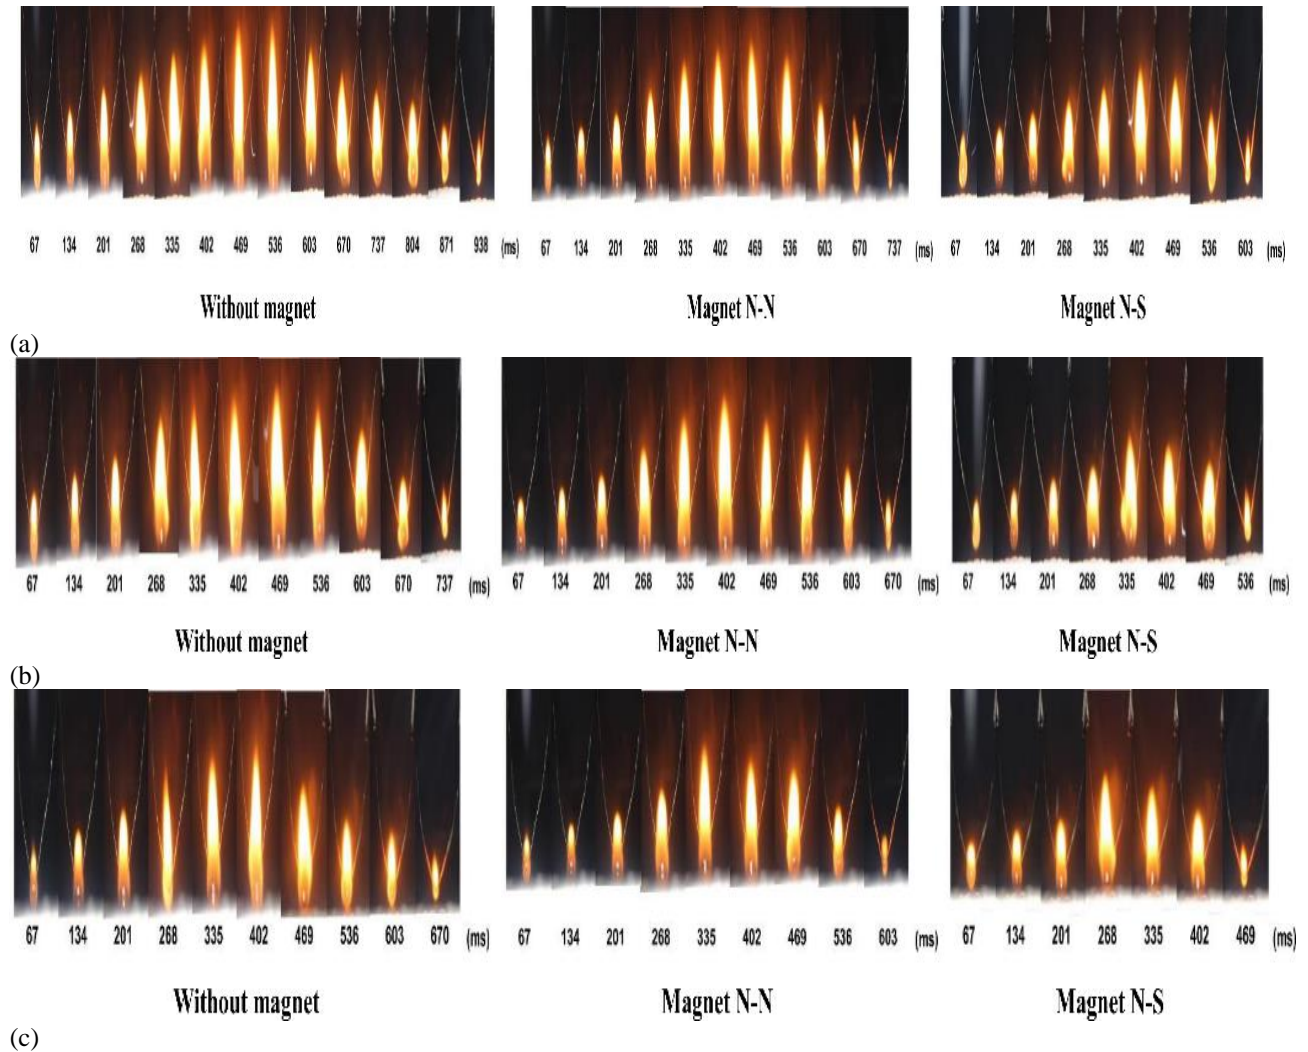 67 134 201 268 335 402 469 536 603 670 737 804 871 938 (ms) 67 134 201 268 335 402 469 536 603 670 737 (ms) 67 134 201 268 335 402 469 536 603 (ms)
Without magnet Magnet N-N Magnet N-S
(a)
67 134 201 268 335 402 469 536 603 670 737 (ms) 67 134 201 268 335 402 469 536 603 670 (ms) 67 134 201 268 335 402 469 536 (ms)
Without magnet Magnet N-N Magnet N-S
(b)
67 134 201 268 335 402 469 536 603 670 (ms) 67 134 201 268 335 402 469 536 603 (ms) 67 134 201 268 335 402 469 (ms)
Without magnet Magnet N-N Magnet N-S
(c)